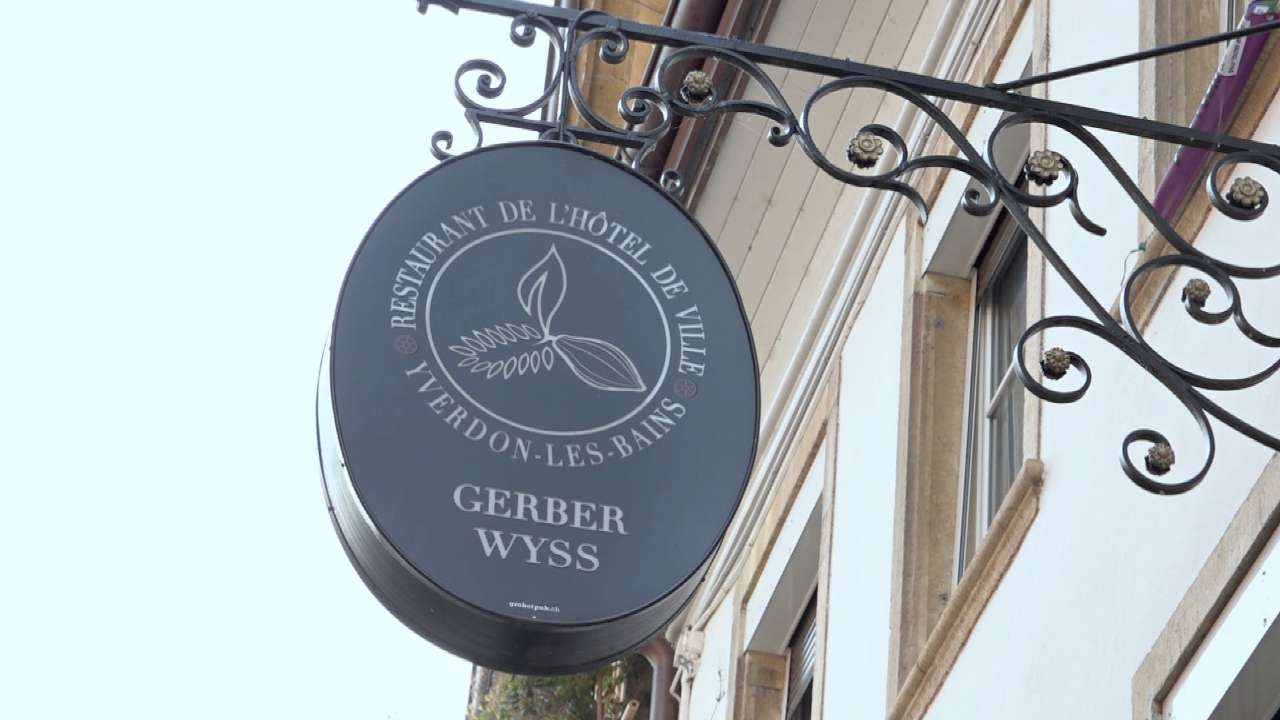 RESTAURANT DE L'HÔTEL DE VILLE
YVERDON-LES-BAINS
GERBER
WYSS